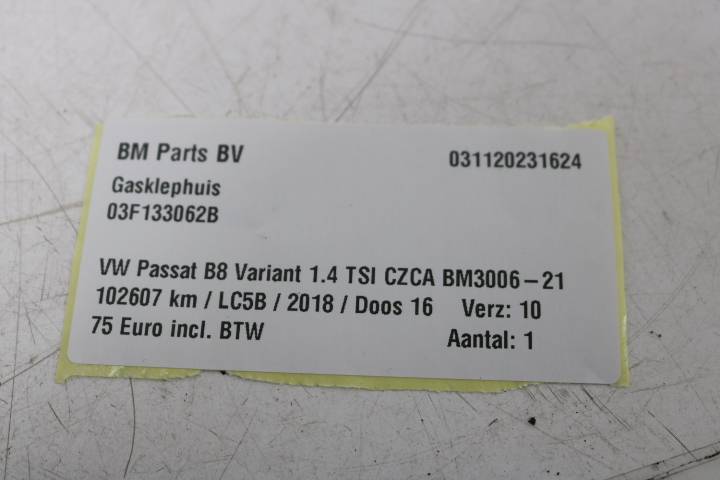 BM Parts BV 031120231624
Gasklephuis
03F133062B
VW Passat B8 Variant 1.4 TSI CZCA BM3006-21
102607 km / LC5B / 2018 / Doos 16 Verz: 10
75 Euro incl. BTW Aantal: 1